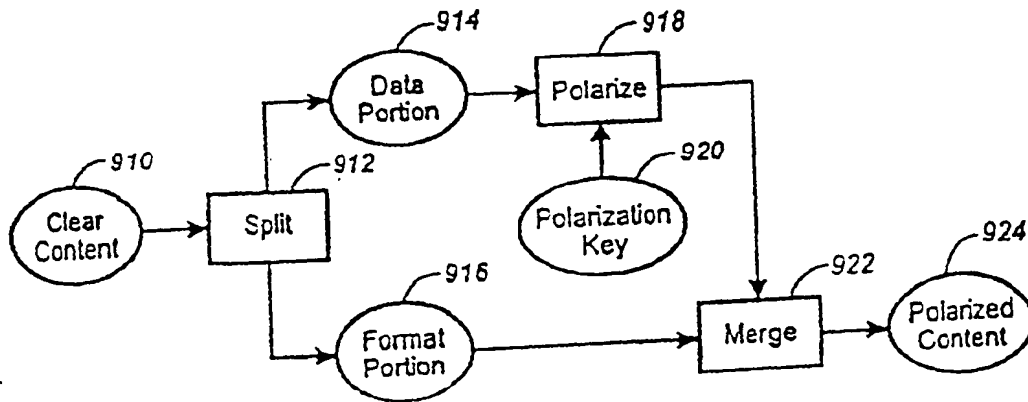 914
Data
Portion
918
Polarize
910
Clear
Content
912
Split
920
Polarization
Key
916
Format
Portion
922
Merge
924
Polarized
Content